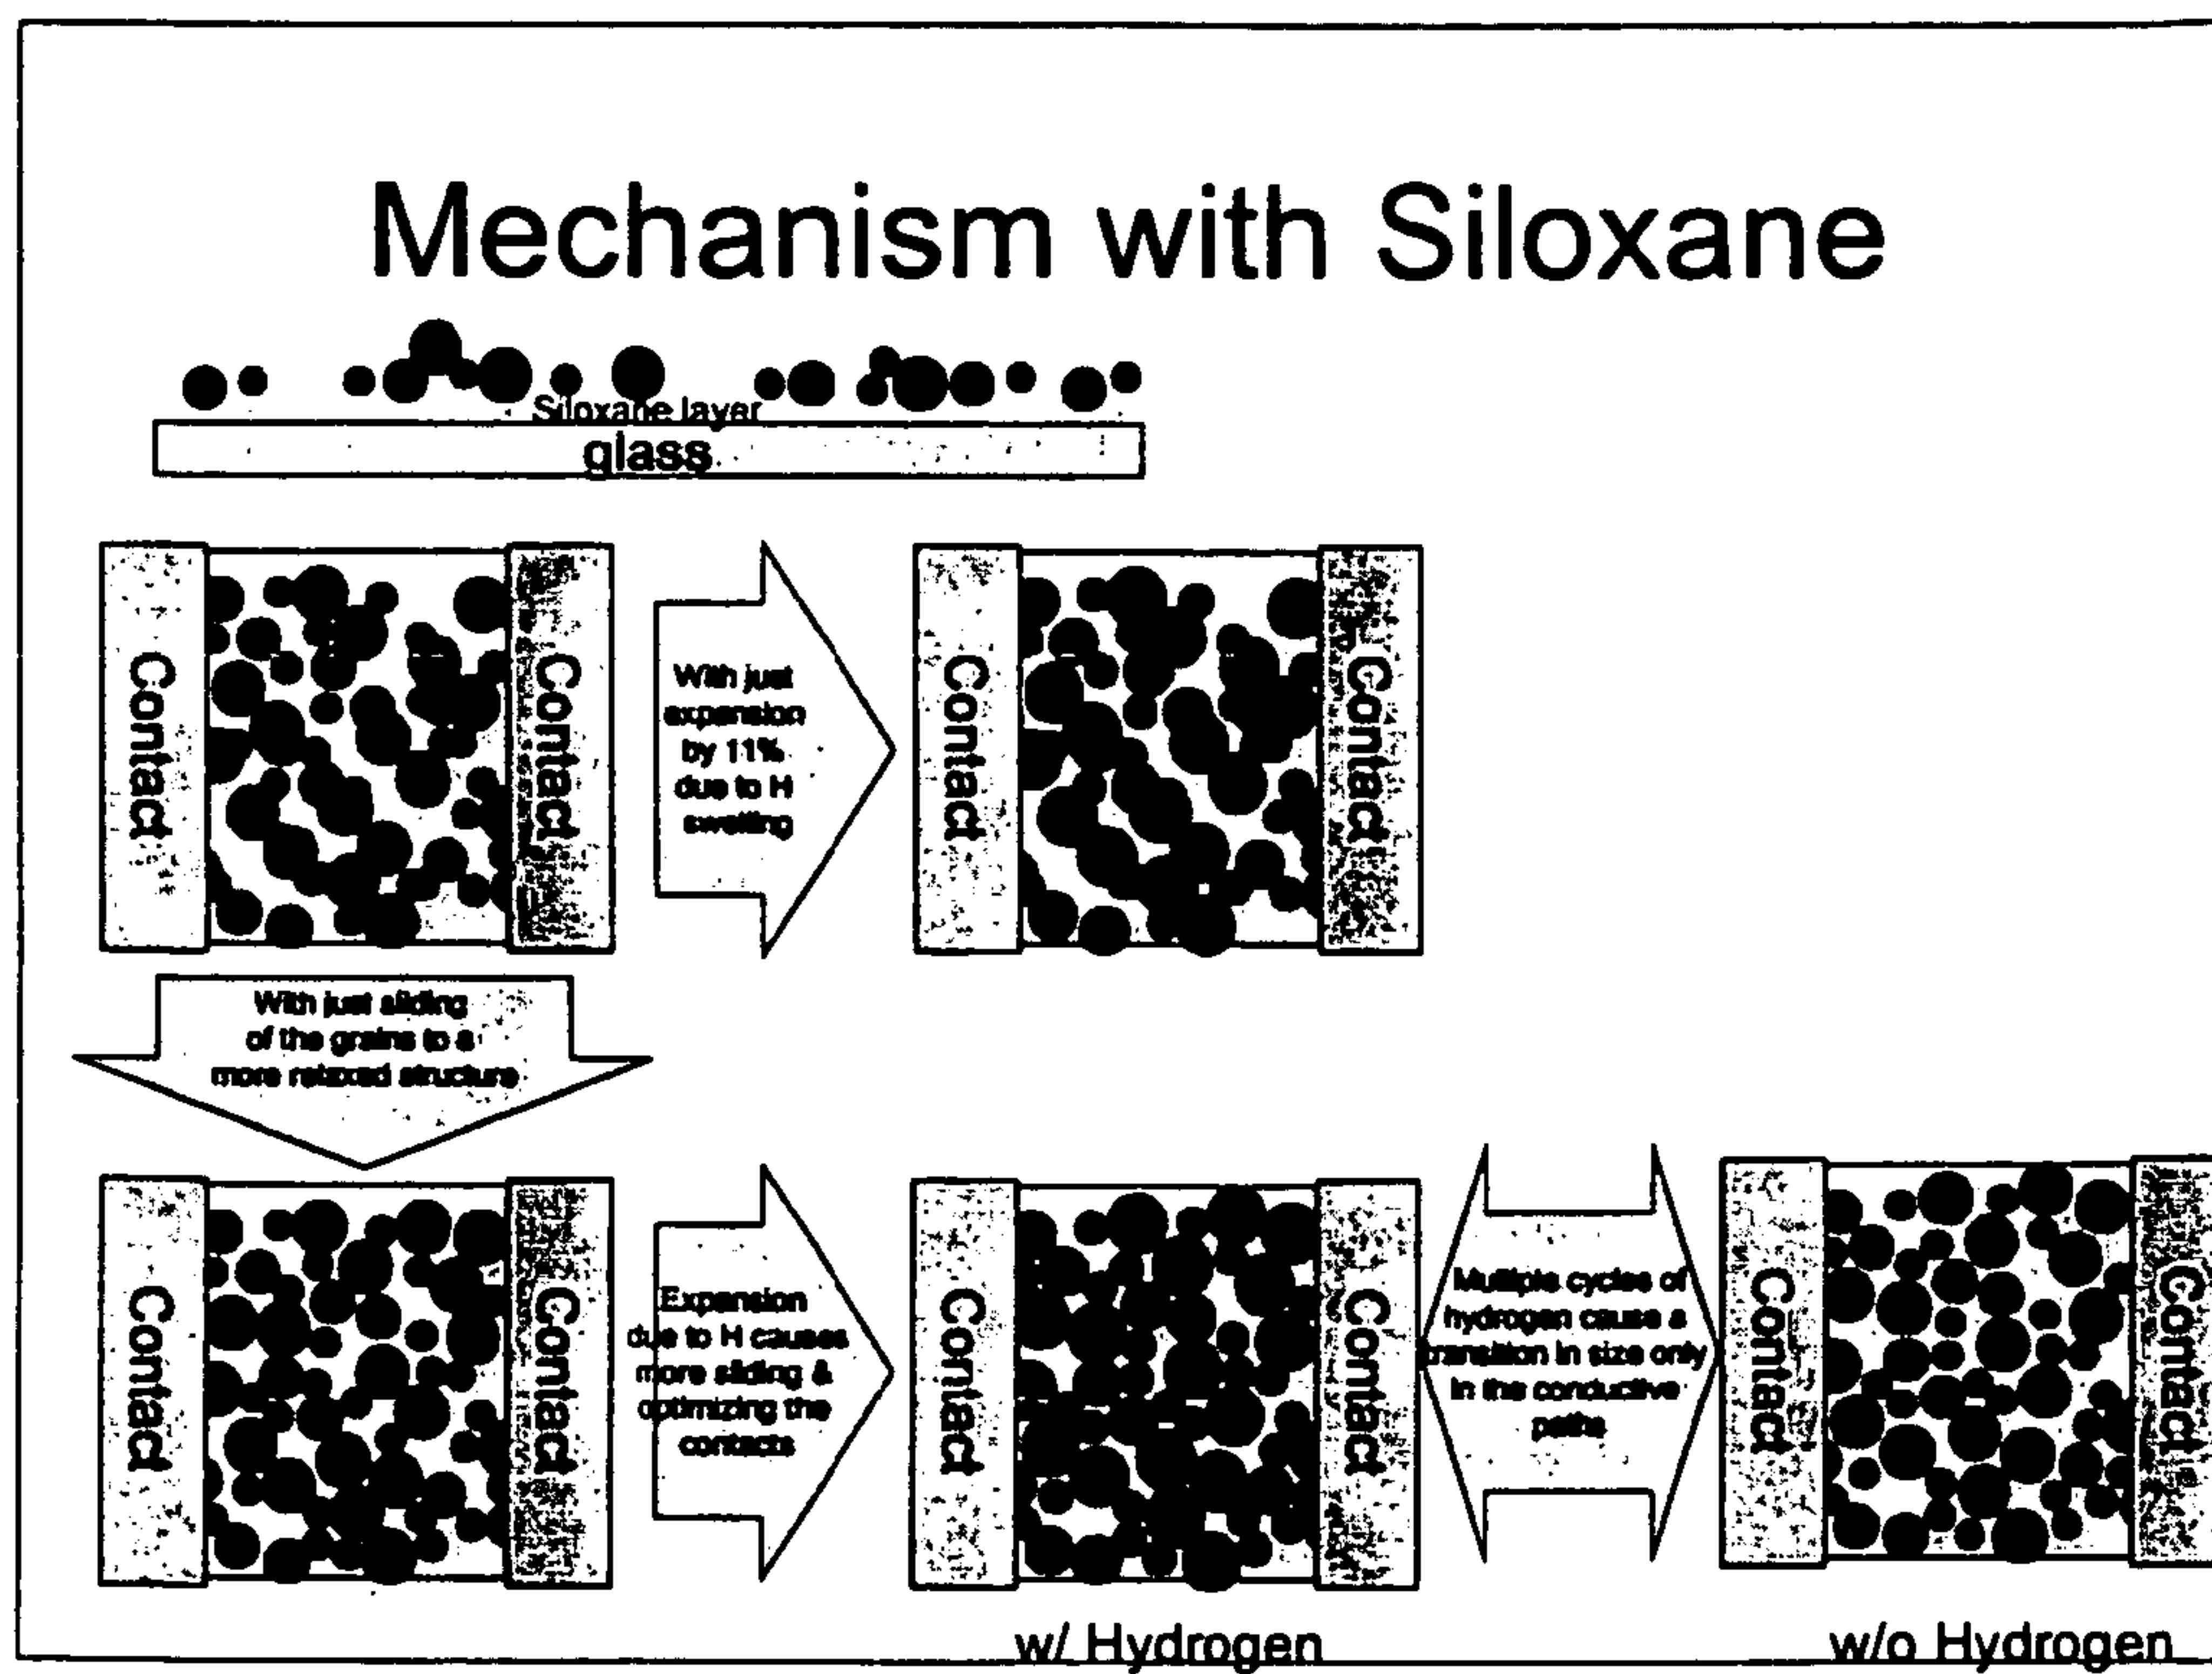 Mechanism with Siloxane
Siloxane layer
glass
Contact
Contact
With just
expansion
by 11%
due to H
swelling
Contact
Contact
With just sliding
of the grains to a
more relaxed structure
Contact
Contact
Expansion
due to H causes
more sliding &
optimizing the
contacts
Contact
Contact
Multiple cycles of
hydrogen cause a
transition in size only
in the conductive
paths
Contact
Contact
w/ Hydrogen
w/o Hydrogen